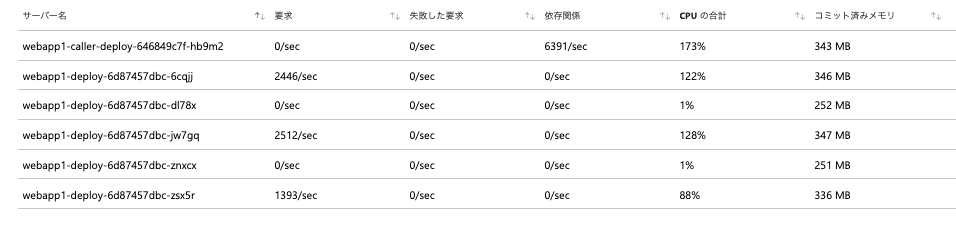 サーバー名 ↑↓ 要求 ↑↓ 失敗した要求 ↑↓ 依存関係 ↑↓ CPU の合計 ↑↓ コミット済みメモリ ↑↓
webapp1-caller-deploy-646849c7f-hb9m2 0/sec 0/sec 6391/sec 173% 343 MB
webapp1-deploy-6d87457dbc-6cqjj 2446/sec 0/sec 0/sec 122% 346 MB
webapp1-deploy-6d87457dbc-dl78x 0/sec 0/sec 0/sec 1% 252 MB
webapp1-deploy-6d87457dbc-jw7gq 2512/sec 0/sec 0/sec 128% 347 MB
webapp1-deploy-6d87457dbc-znxcx 0/sec 0/sec 0/sec 1% 251 MB
webapp1-deploy-6d87457dbc-zsx5r 1393/sec 0/sec 0/sec 88% 336 MB